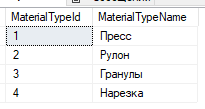 MaterialTypeId MaterialTypeName
1 Пресс
2 Рулон
3 Гранулы
4 Нарезка